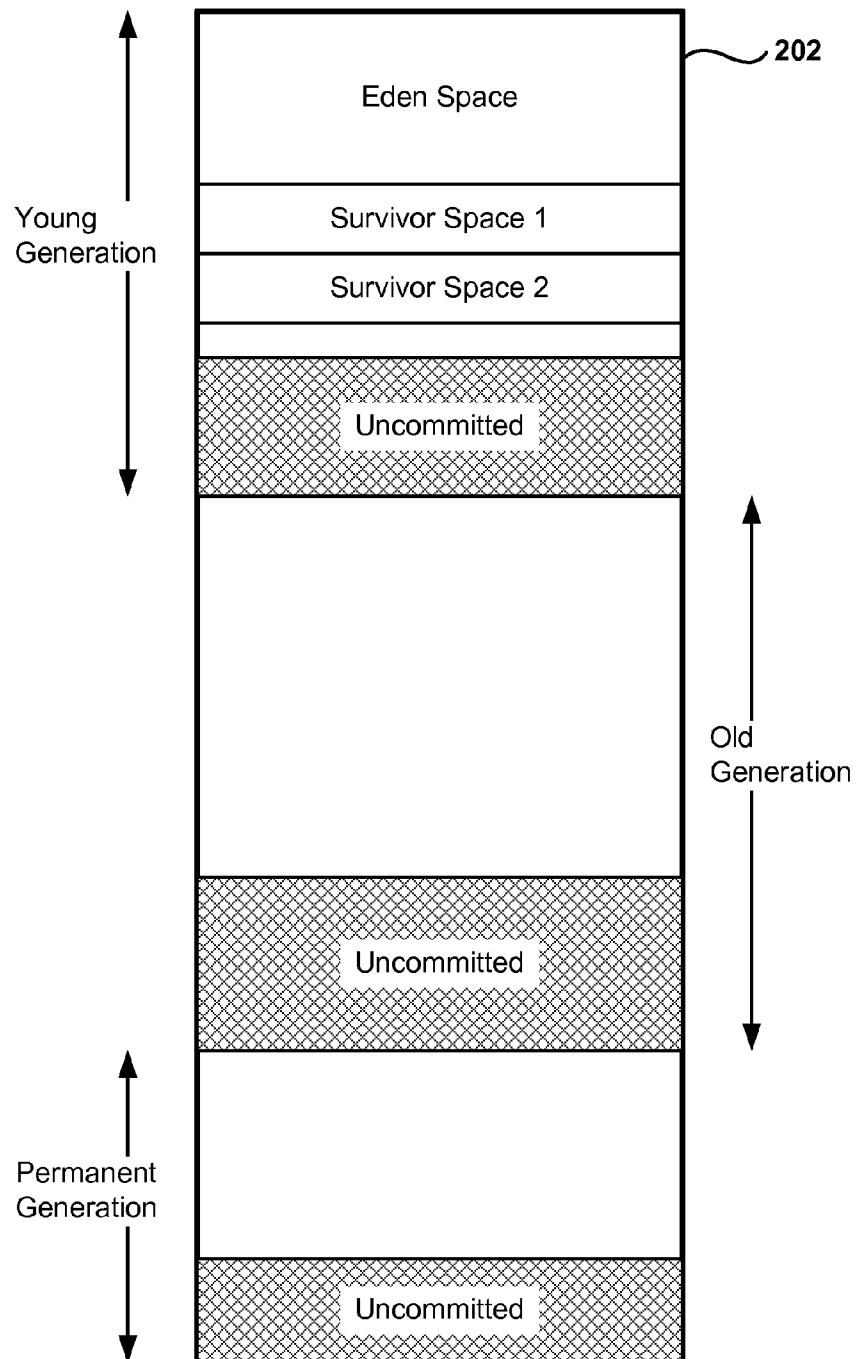 202
Eden Space
Survivor Space 1
Young
Generation
Survivor Space 2
Uncommitted
Old
Generation
Uncommitted
Permanent
Generation
Uncommitted